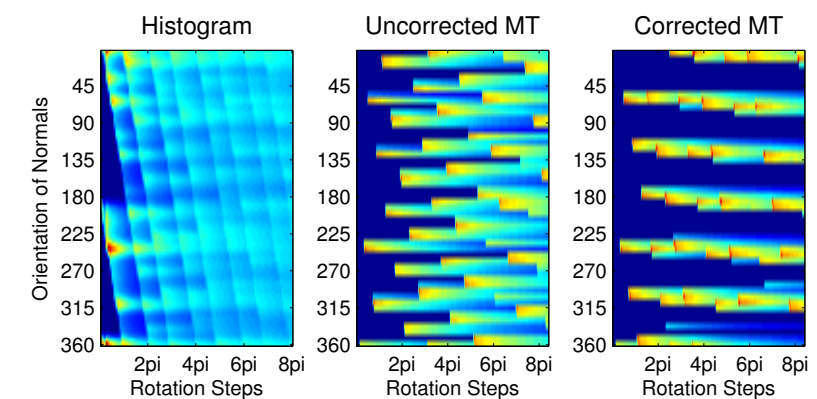 Histogram
Uncorrected MT
Corrected MT
Orientation of Normals
45
90
135
180
225
270
315
360
45
90
135
180
225
270
315
360
45
90
135
180
225
270
315
360
2pi 4pi 6pi 8pi
2pi 4pi 6pi 8pi
2pi 4pi 6pi 8pi
Rotation Steps
Rotation Steps
Rotation Steps